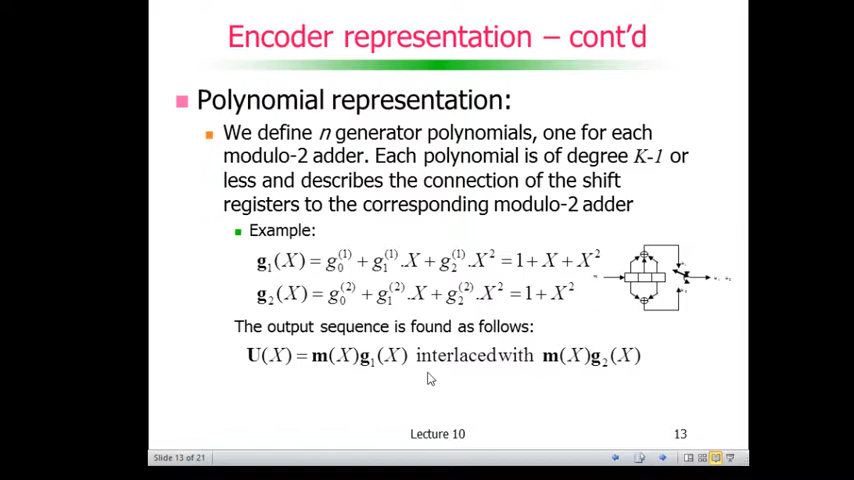 Encoder representation – cont’d
Polynomial representation:
We define n generator polynomials, one for each
modulo-2 adder. Each polynomial is of degree K-1 or
less and describes the connection of the shift
registers to the corresponding modulo-2 adder
Example:
g₁(X) = g₀⁽¹⁾ + g₁⁽¹⁾.X + g₂⁽¹⁾.X² = 1 + X + X²
g₂(X) = g₀⁽²⁾ + g₁⁽²⁾.X + g₂⁽²⁾.X² = 1 + X²
The output sequence is found as follows:
U(X) = m(X)g₁(X) interlaced with m(X)g₂(X)
Lecture 10
13
Slide 13 of 21